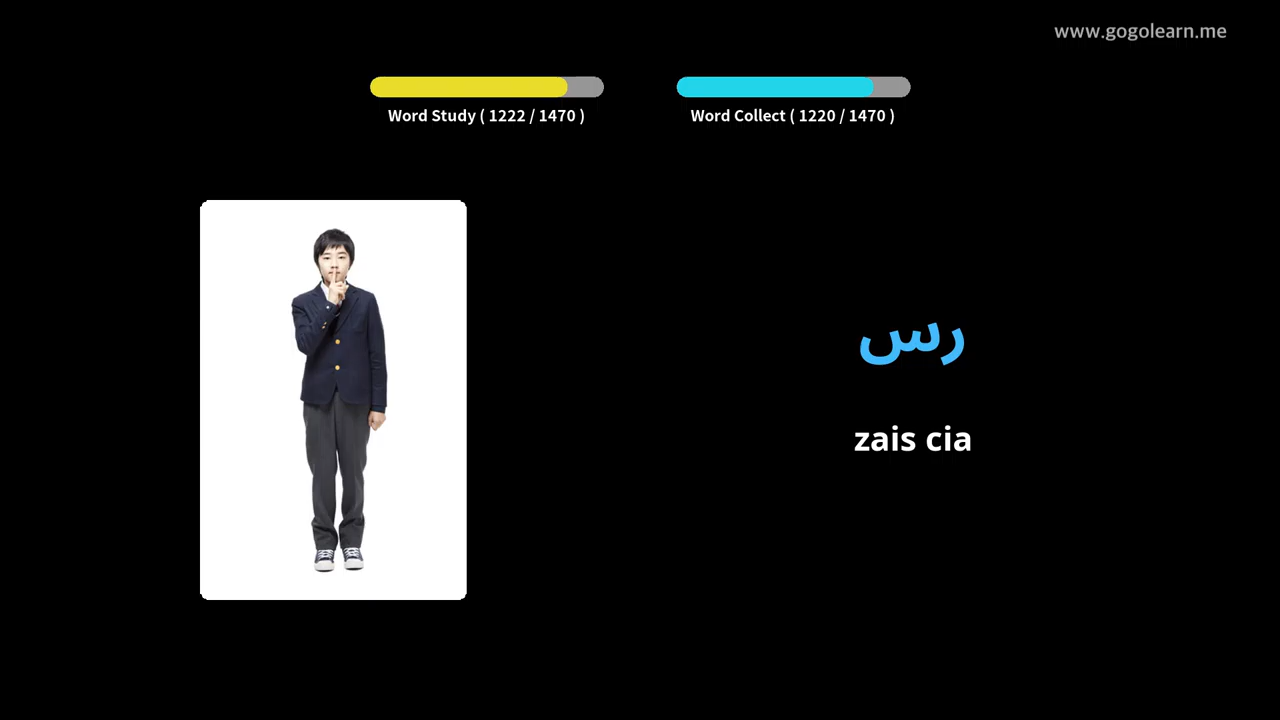 www.gogolearn.me
Word Study ( 1222 / 1470 )
Word Collect ( 1220 / 1470 )
رس
zais cia